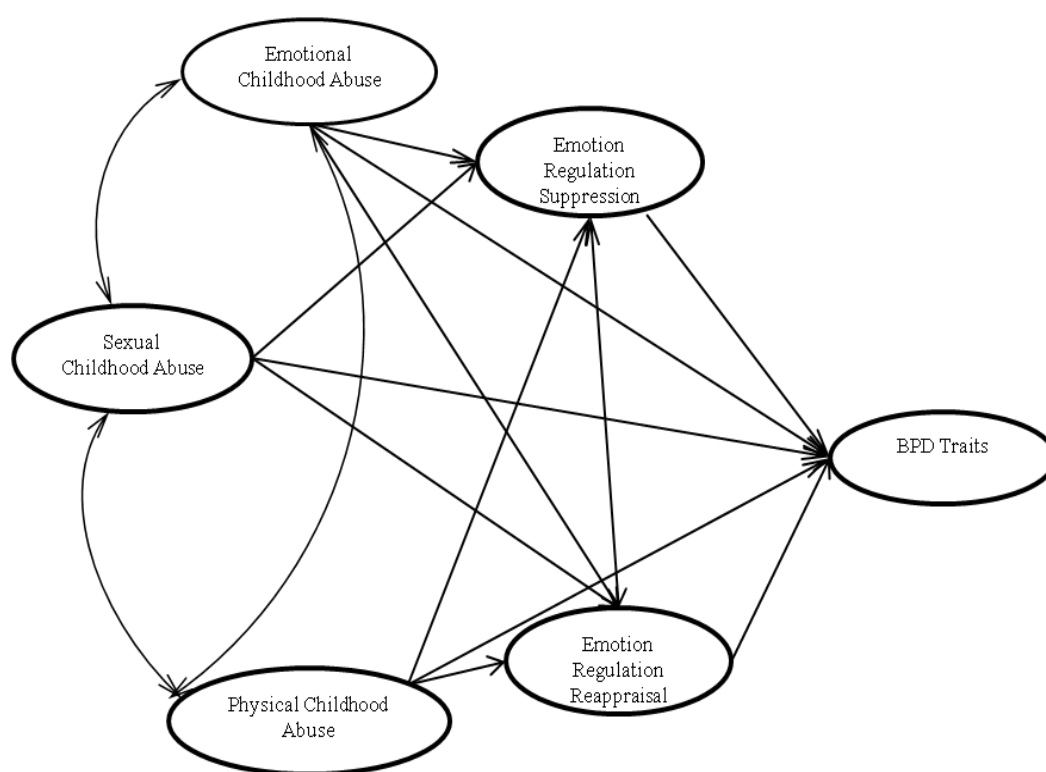 Emotional
Childhood Abuse
Emotion
Regulation
Suppression
Sexual
Childhood Abuse
BPD Traits
Emotion
Regulation
Reappraisal
Physical Childhood
Abuse